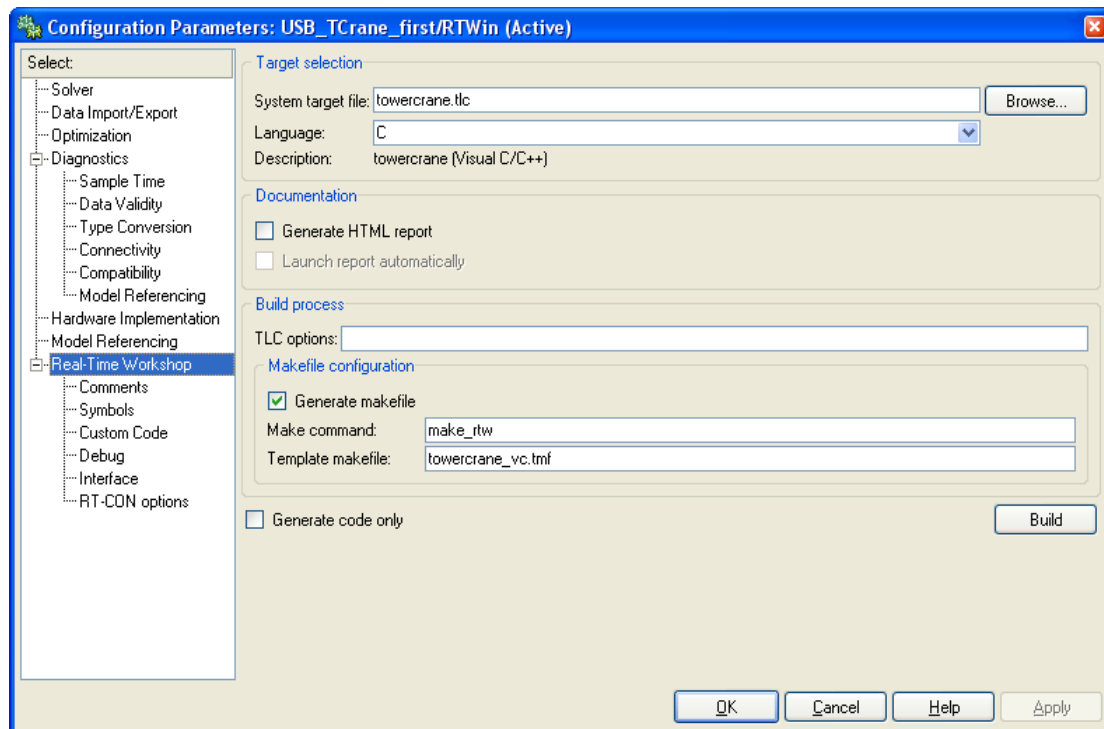 Configuration Parameters: USB_TCrane_first/RTWin (Active)
Select:
Solver
Data Import/Export
Optimization
Diagnostics
Sample Time
Data Validity
Type Conversion
Connectivity
Compatibility
Model Referencing
Hardware Implementation
Model Referencing
Real-Time Workshop
Comments
Symbols
Custom Code
Debug
Interface
RT-CON options
Target selection
System target file: towercrane.tlc Browse...
Language: C
Description: towercrane (Visual C/C++)
Documentation
Generate HTML report
Launch report automatically
Build process
TLC options:
Makefile configuration
Generate makefile
Make command: make_rtw
Template makefile: towercrane_vc.tmf
Generate code only Build
OK Cancel Help Apply